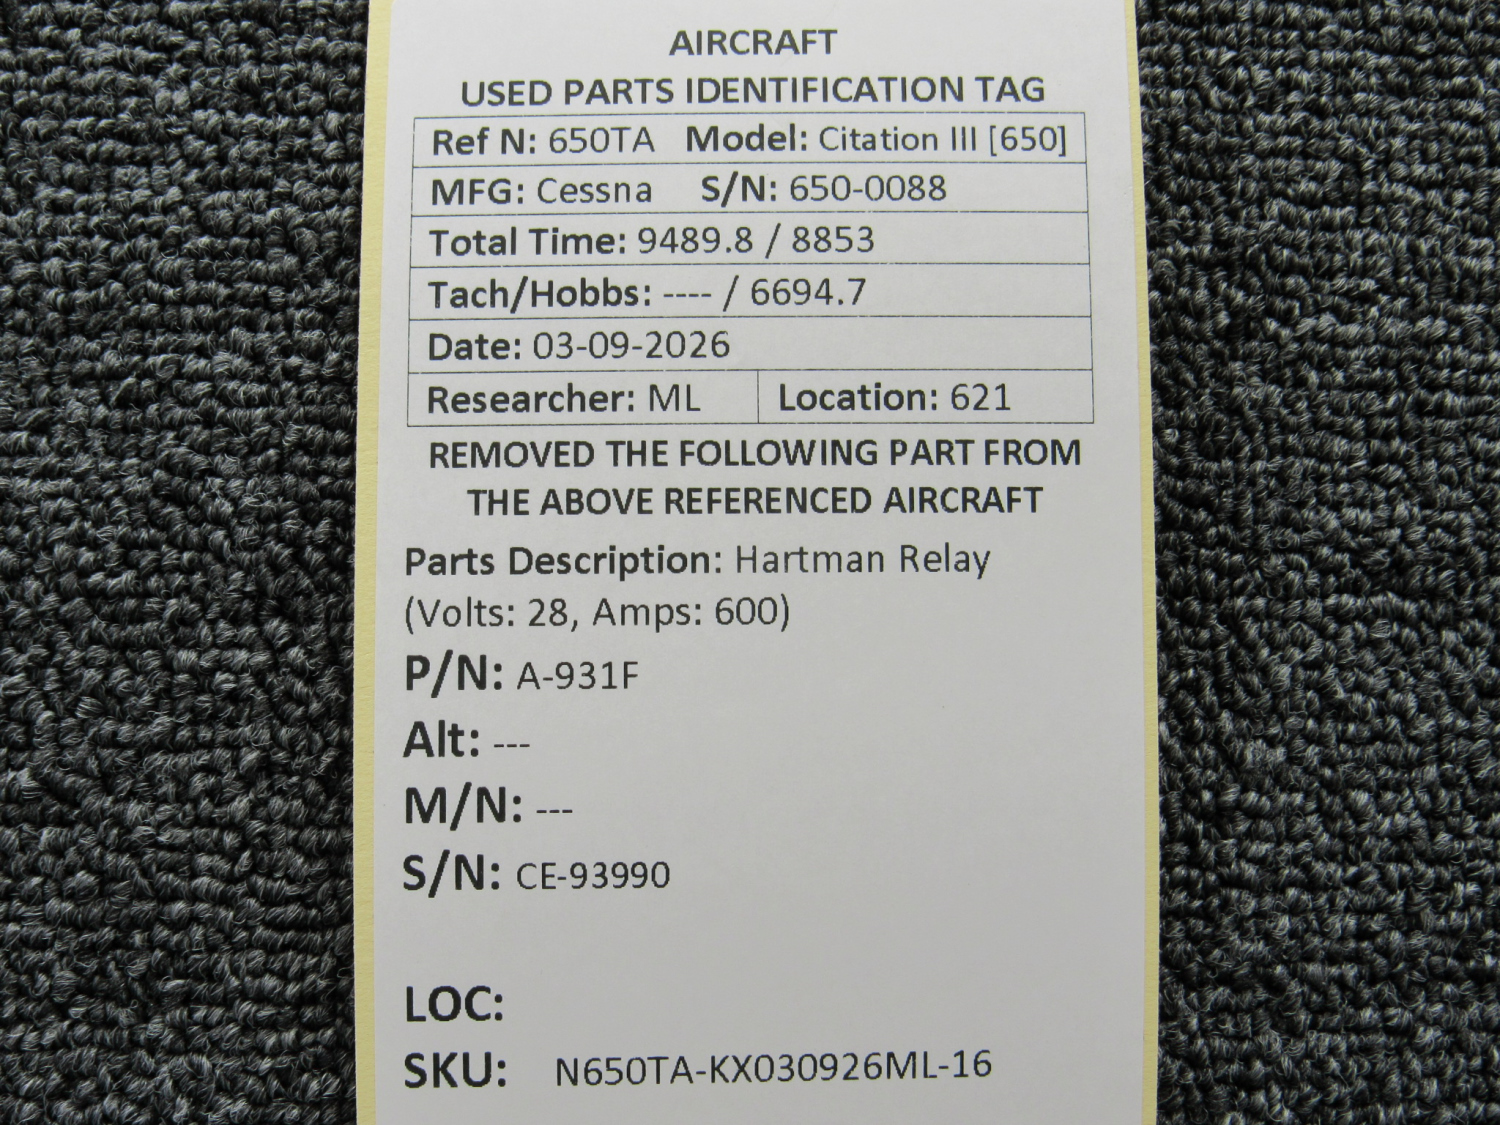 AIRCRAFT
USED PARTS IDENTIFICATION TAG
Ref N: 650TA Model: Citation III [650]
MFG: Cessna S/N: 650-0088
Total Time: 9489.8 / 8853
Tach/Hobbs: ---- / 6694.7
Date: 03-09-2026
Researcher: ML Location: 621
REMOVED THE FOLLOWING PART FROM
THE ABOVE REFERENCED AIRCRAFT
Parts Description: Hartman Relay
(Volts: 28, Amps: 600)
P/N: A-931F
Alt: ---
M/N: ---
S/N: CE-93990
LOC:
SKU: N650TA-KX030926ML-16